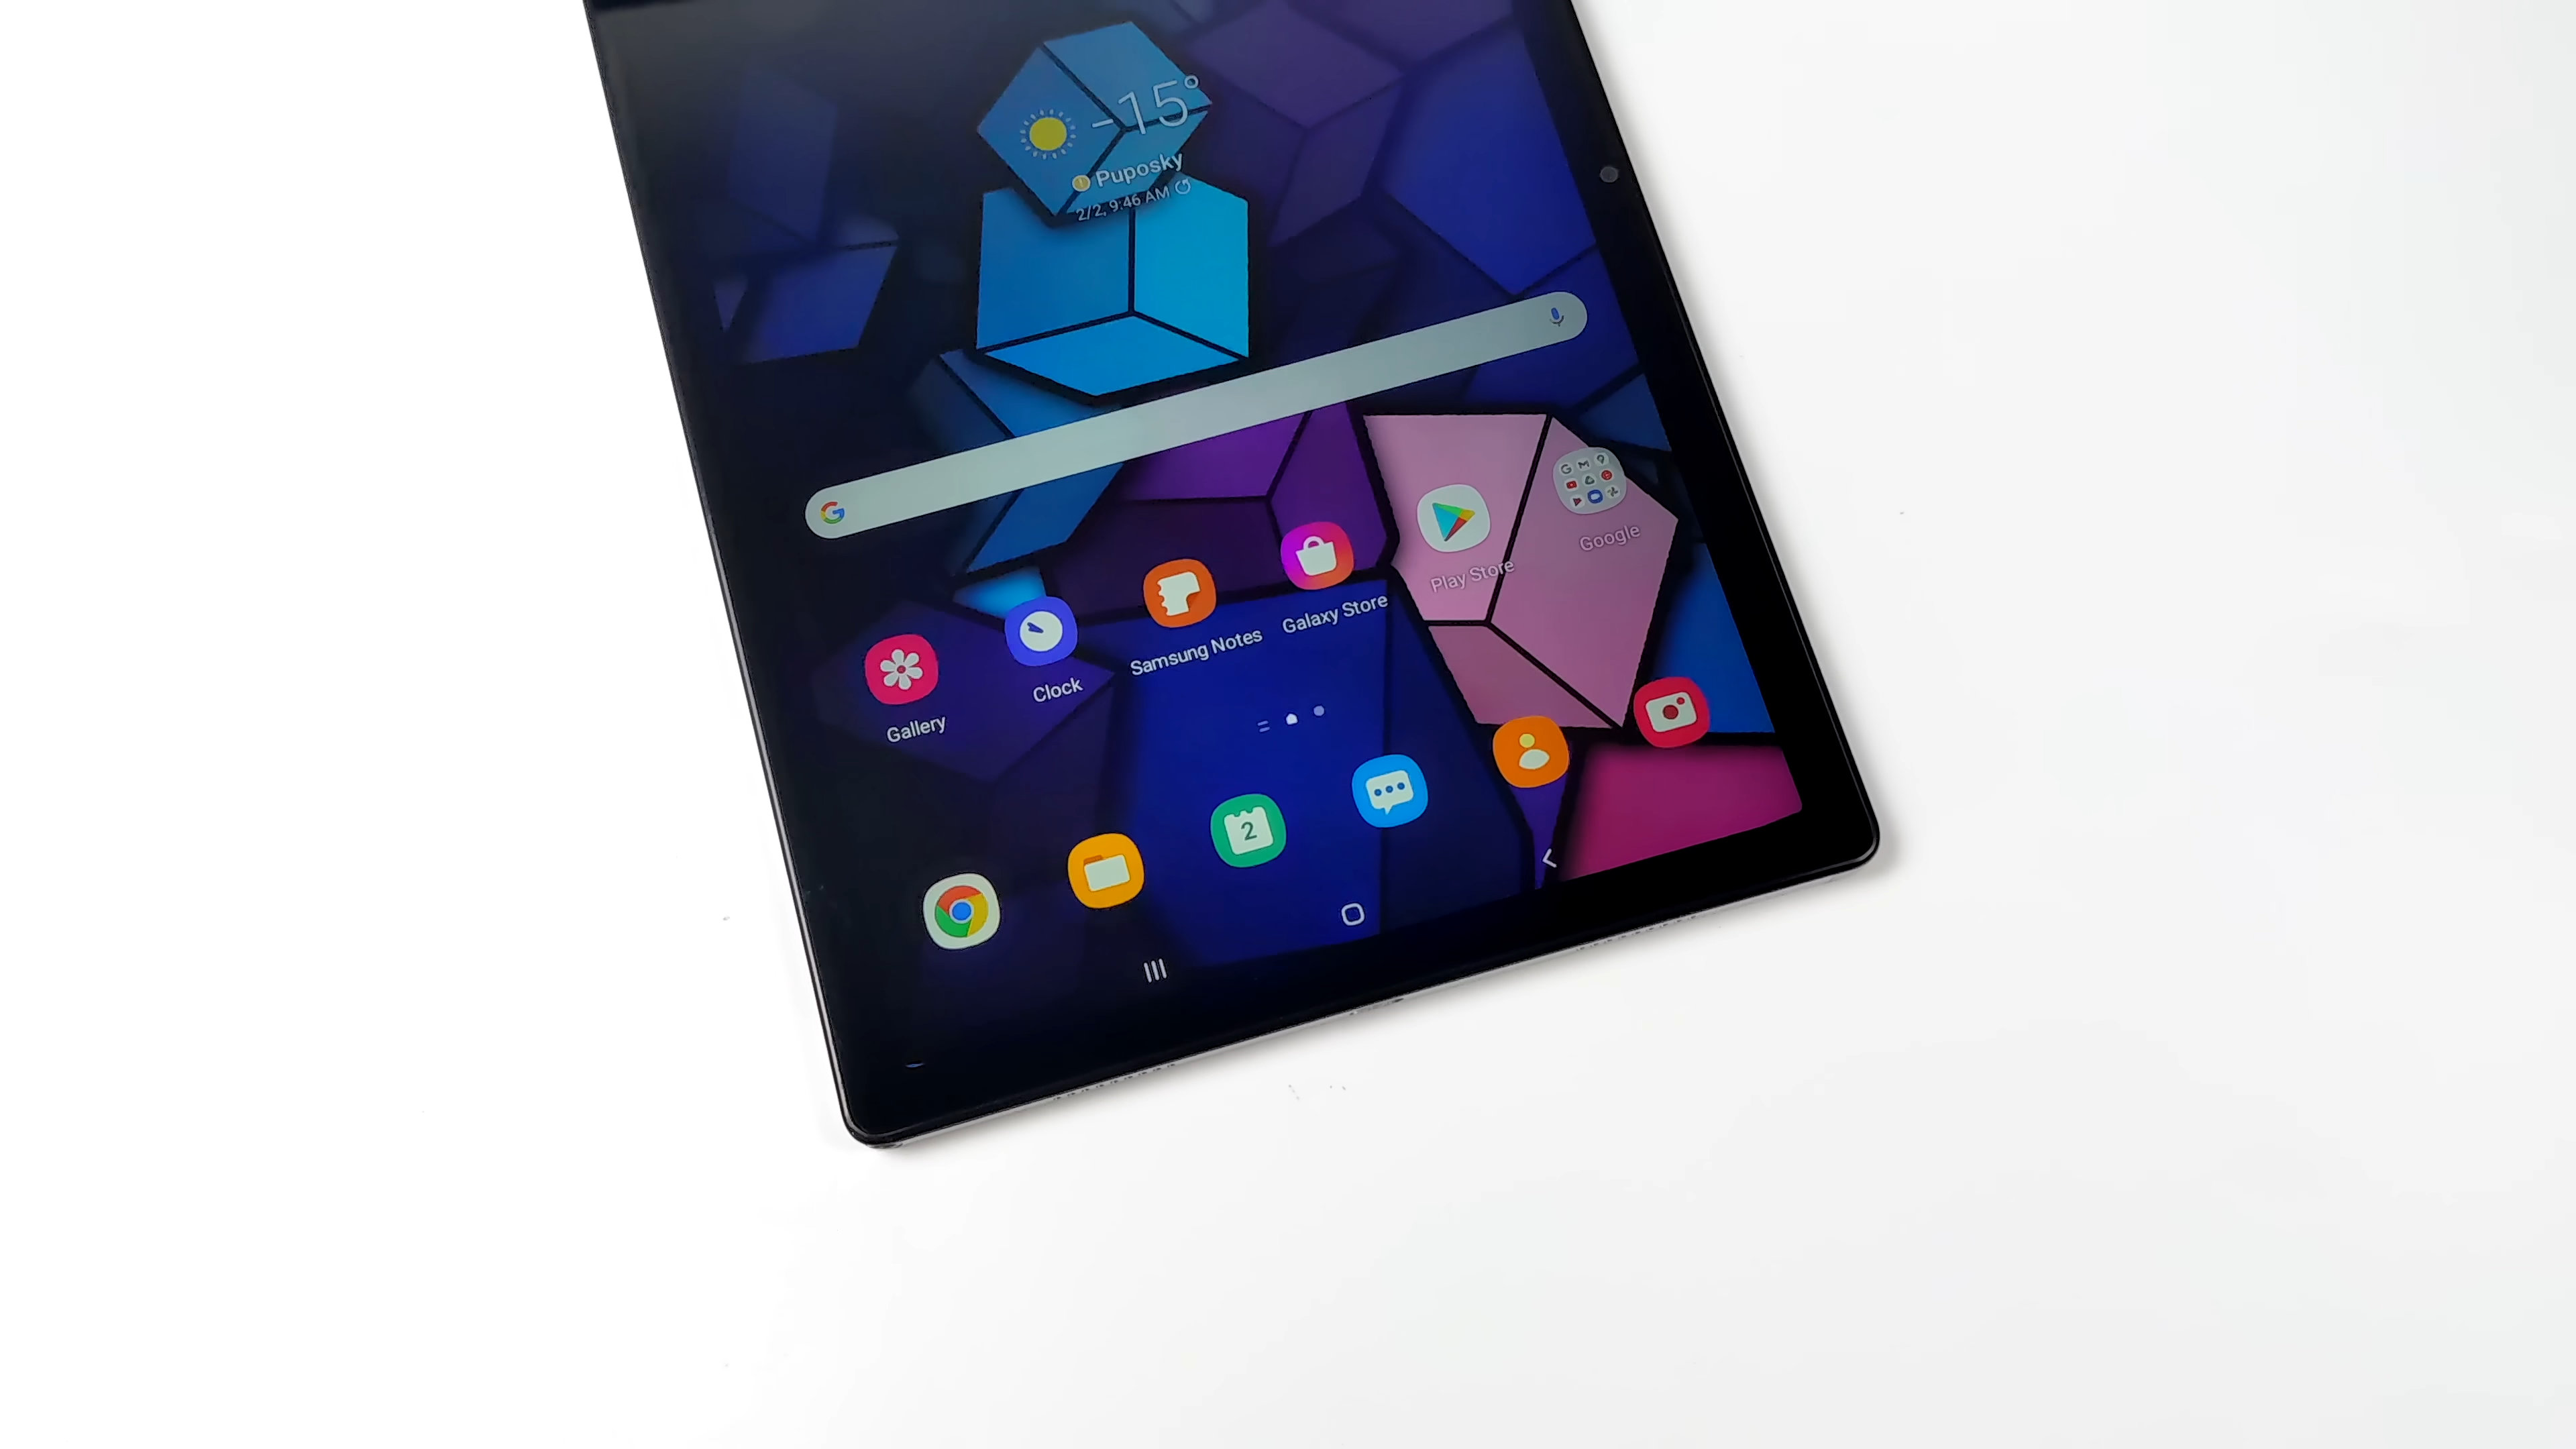 -15°
Puposky
2/2, 9:46 AM
Google
Play Store
Galaxy Store
Samsung Notes
Clock
Gallery
2